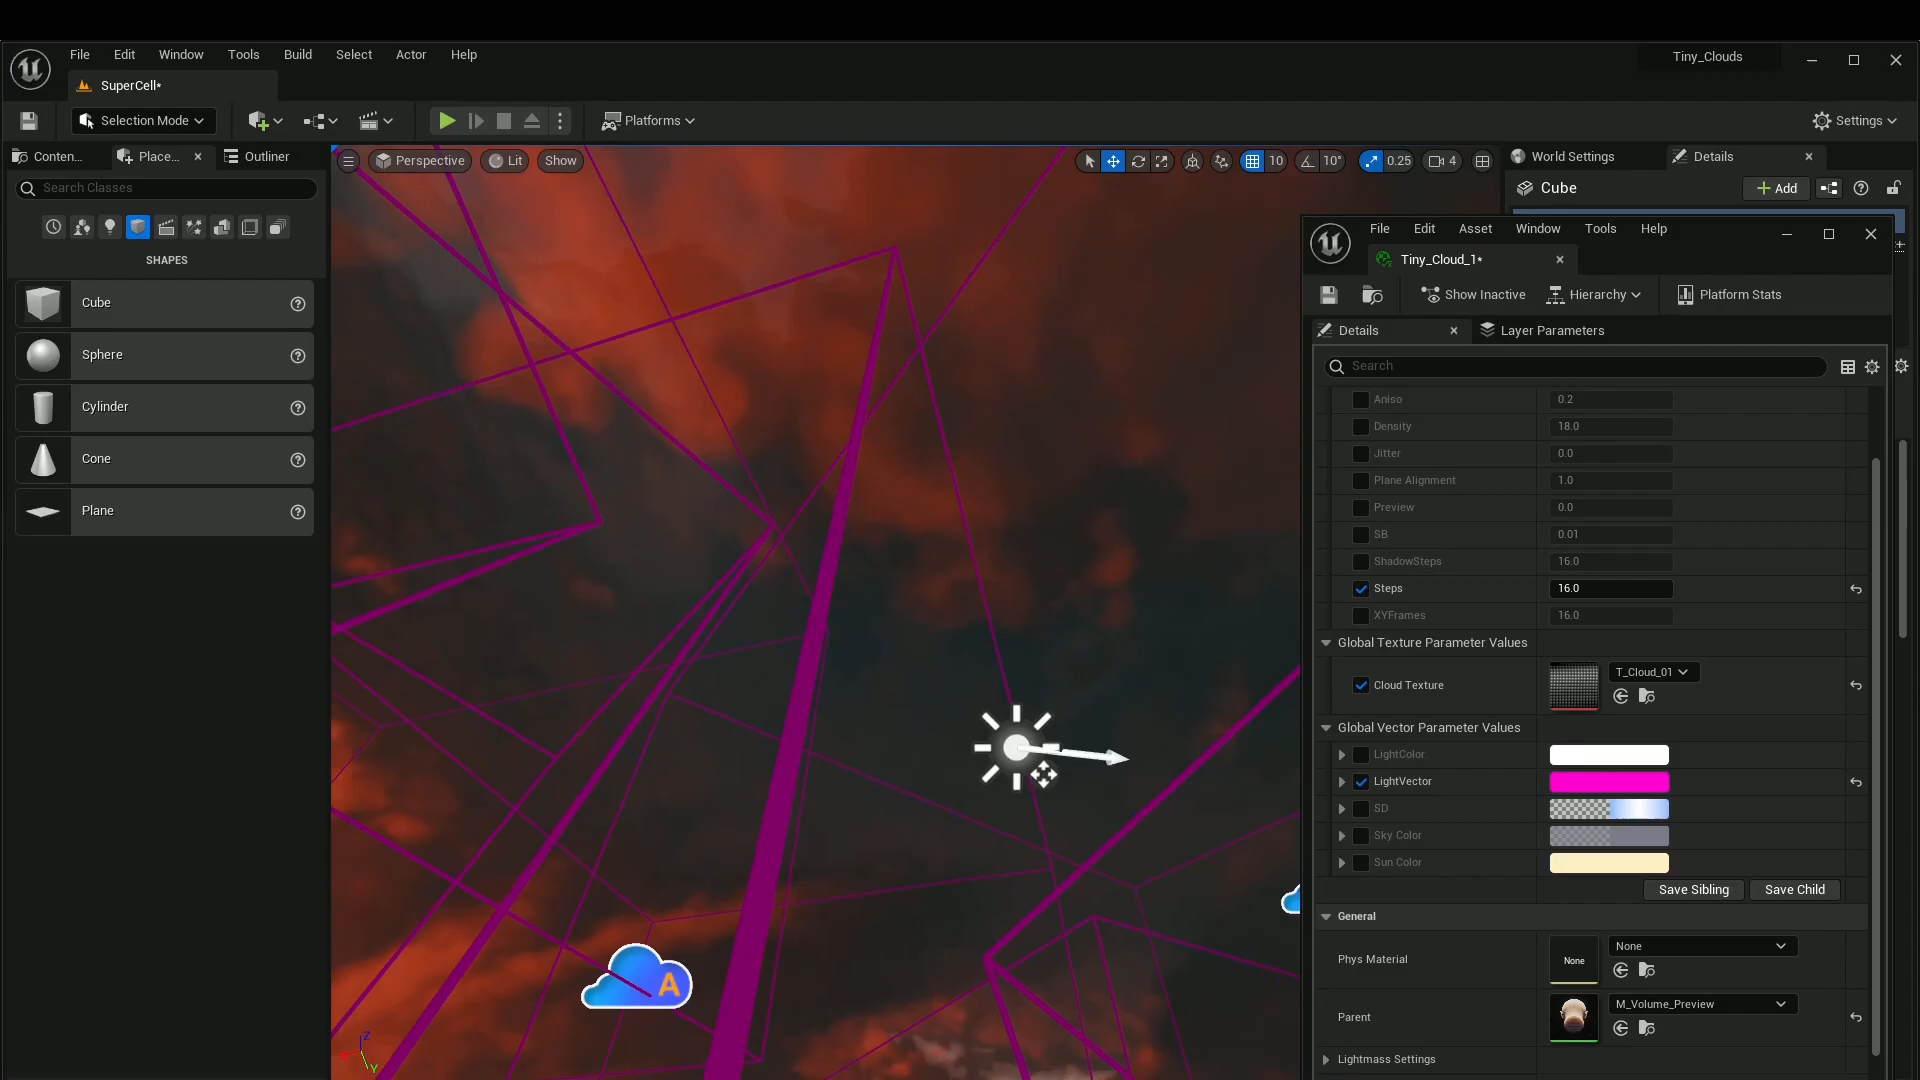 File Edit Window Tools Build Select Actor Help
Tiny_Clouds
SuperCell*
Selection Mode
Platforms
Settings
Conten...
Place...
Outliner
Search Classes
SHAPES
Cube
Sphere
Cylinder
Cone
Plane
Perspective
Lit
Show
10
10°
0.25
4
A
Z
Y
World Settings
Details
Cube
Add
File Edit Asset Window Tools Help
Tiny_Cloud_1*
Show Inactive
Hierarchy
Platform Stats
Details
Layer Parameters
Search
Aniso 0.2
Density 18.0
Jitter 0.0
Plane Alignment 1.0
Preview 0.0
SB 0.01
ShadowSteps 16.0
Steps 16.0
XYFrames 16.0
Global Texture Parameter Values
Cloud Texture T_Cloud_01
Global Vector Parameter Values
LightColor
LightVector
SD
Sky Color
Sun Color
Save Sibling Save Child
General
Phys Material None None
Parent M_Volume_Preview
Lightmass Settings